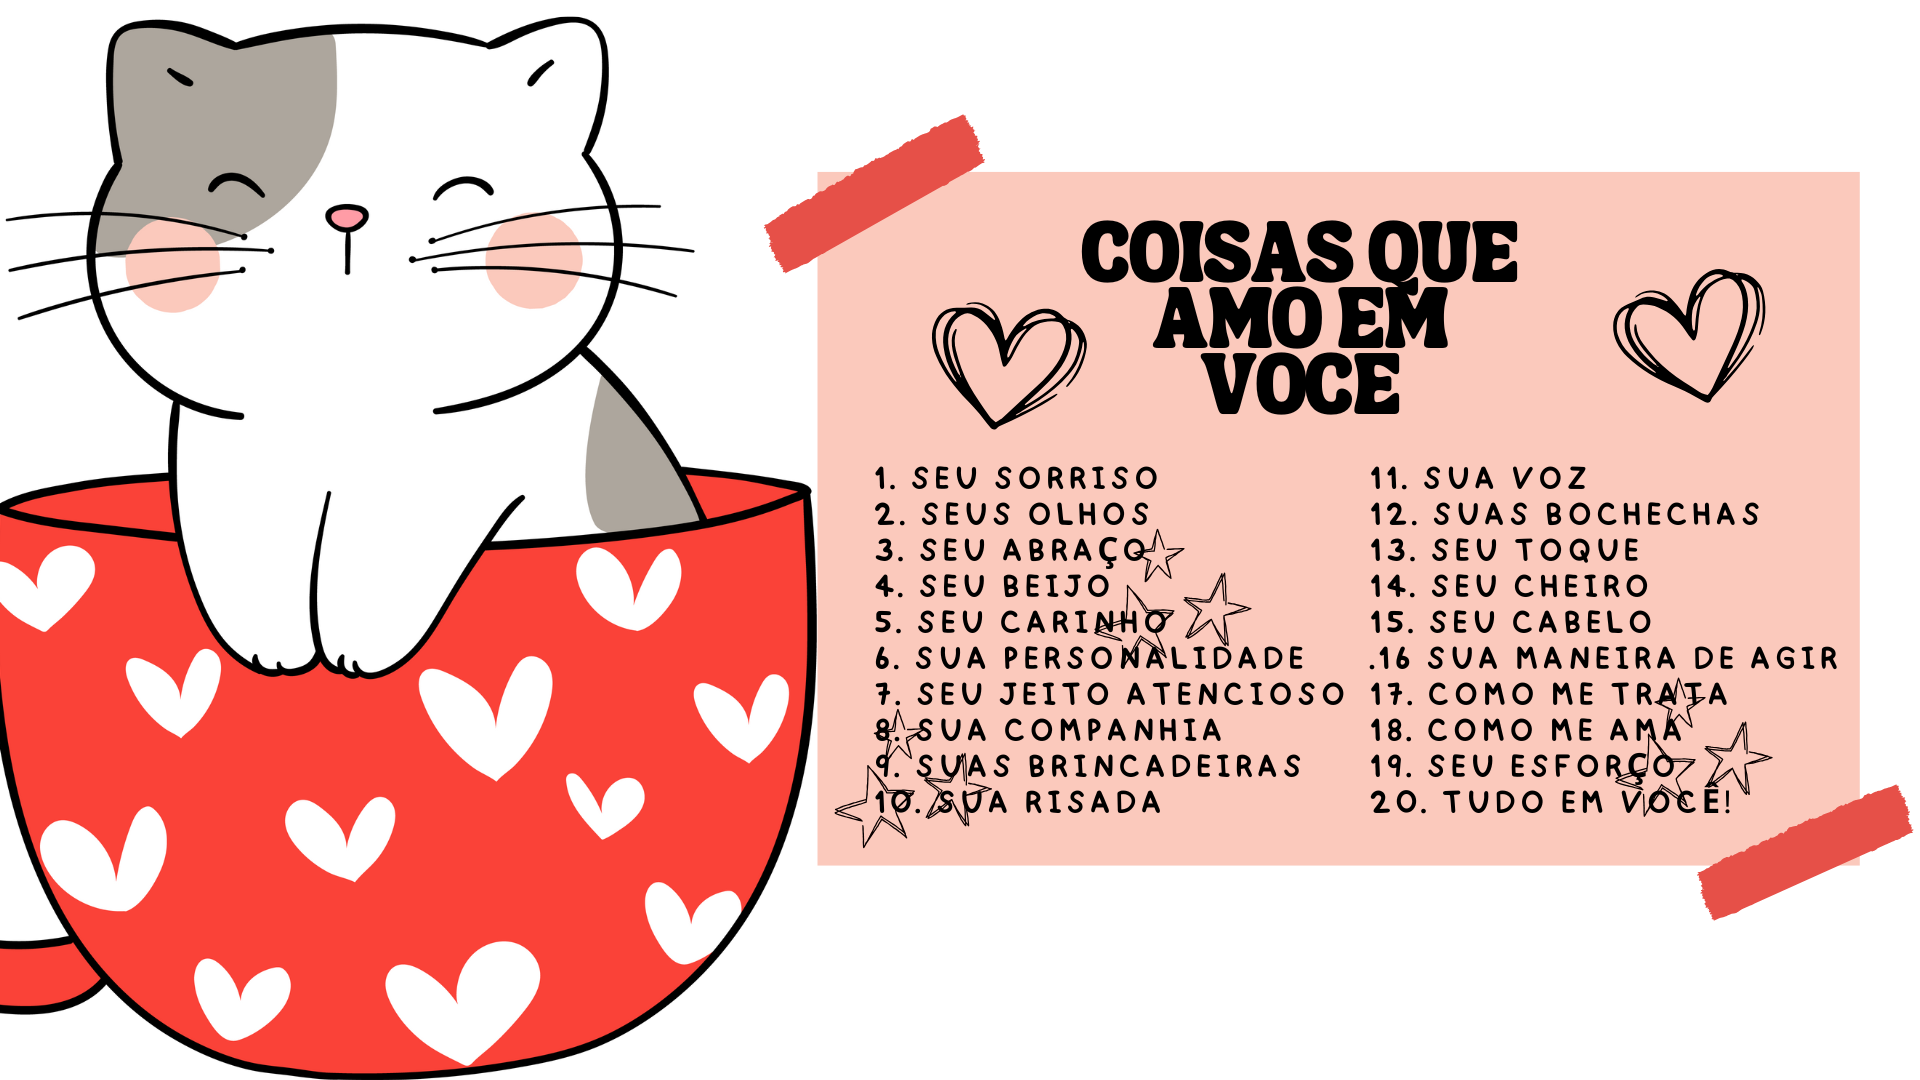 COISAS QUE
AMO EM
VOCE
1. SEU SORRISO
2. SEUS OLHOS
3. SEU ABRAÇO
4. SEU BEIJO
5. SEU CARINHO
6. SUA PERSONALIDADE
7. SEU JEITO ATENCIOSO
8. SUA COMPANHIA
9. SUAS BRINCADEIRAS
10. SUA RISADA
11. SUA VOZ
12. SUAS BOCHECHAS
13. SEU TOQUE
14. SEU CHEIRO
15. SEU CABELO
.16 SUA MANEIRA DE AGIR
17. COMO ME TRATA
18. COMO ME AMA
19. SEU ESFORÇO
20. TUDO EM VOCÊ!